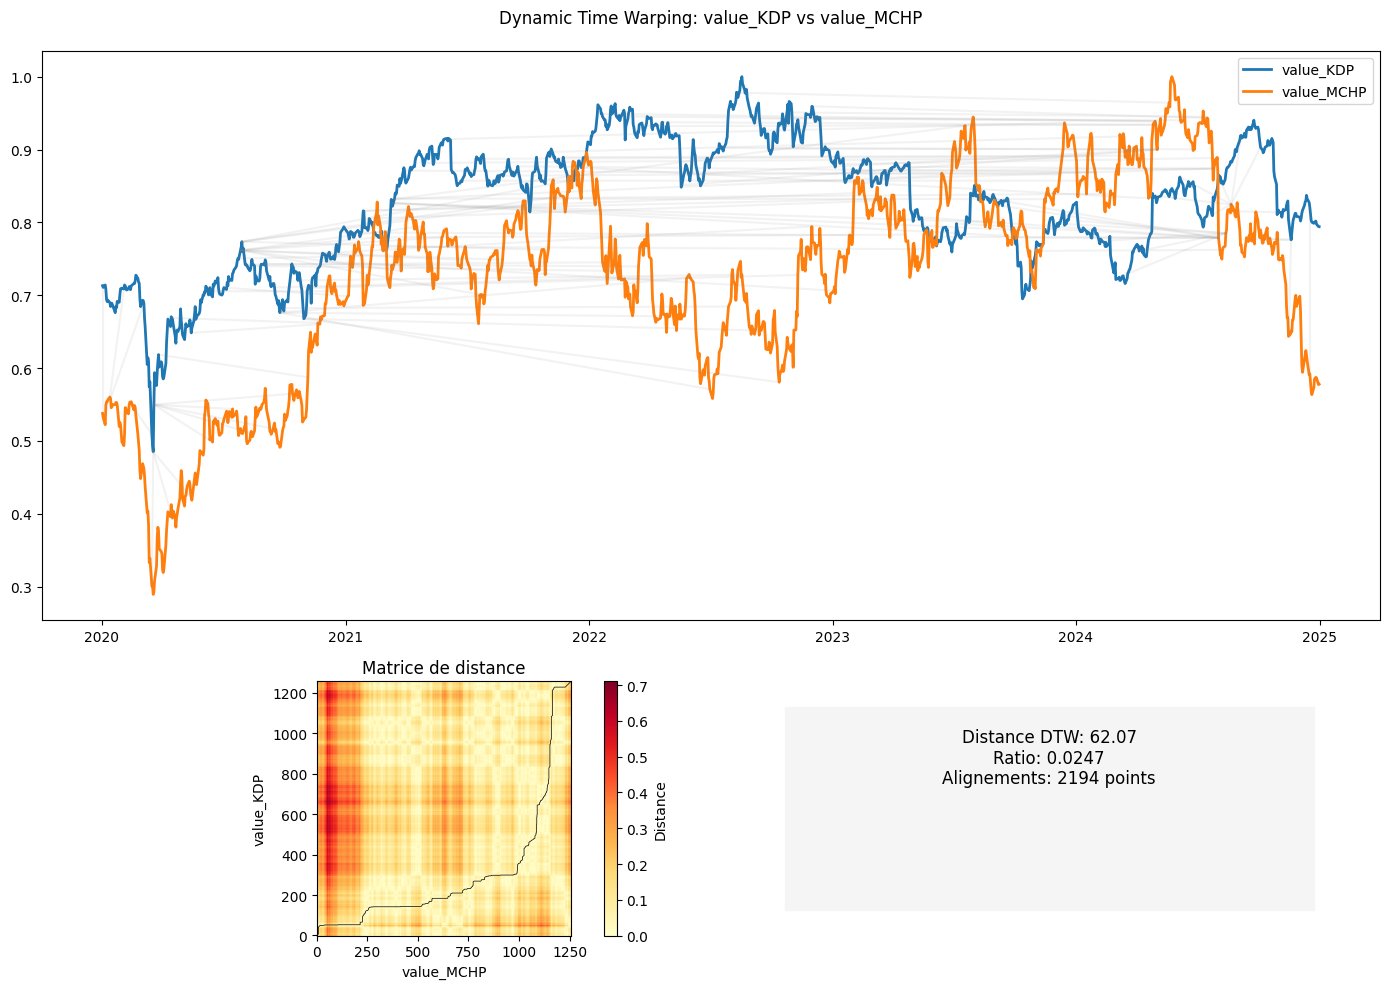 Dynamic Time Warping: value_KDP vs value_MCHP
value_KDP
value_MCHP
1.0
0.9
0.8
0.7
0.6
0.5
0.4
0.3
2020 2021 2022 2023 2024 2025
Matrice de distance
value_KDP
1200
1000
800
600
400
200
0
0 250 500 750 1000 1250
value_MCHP
0.7
0.6
0.5
0.4
0.3
0.2
0.1
0.0
Distance
Distance DTW: 62.07
Ratio: 0.0247
Alignements: 2194 points